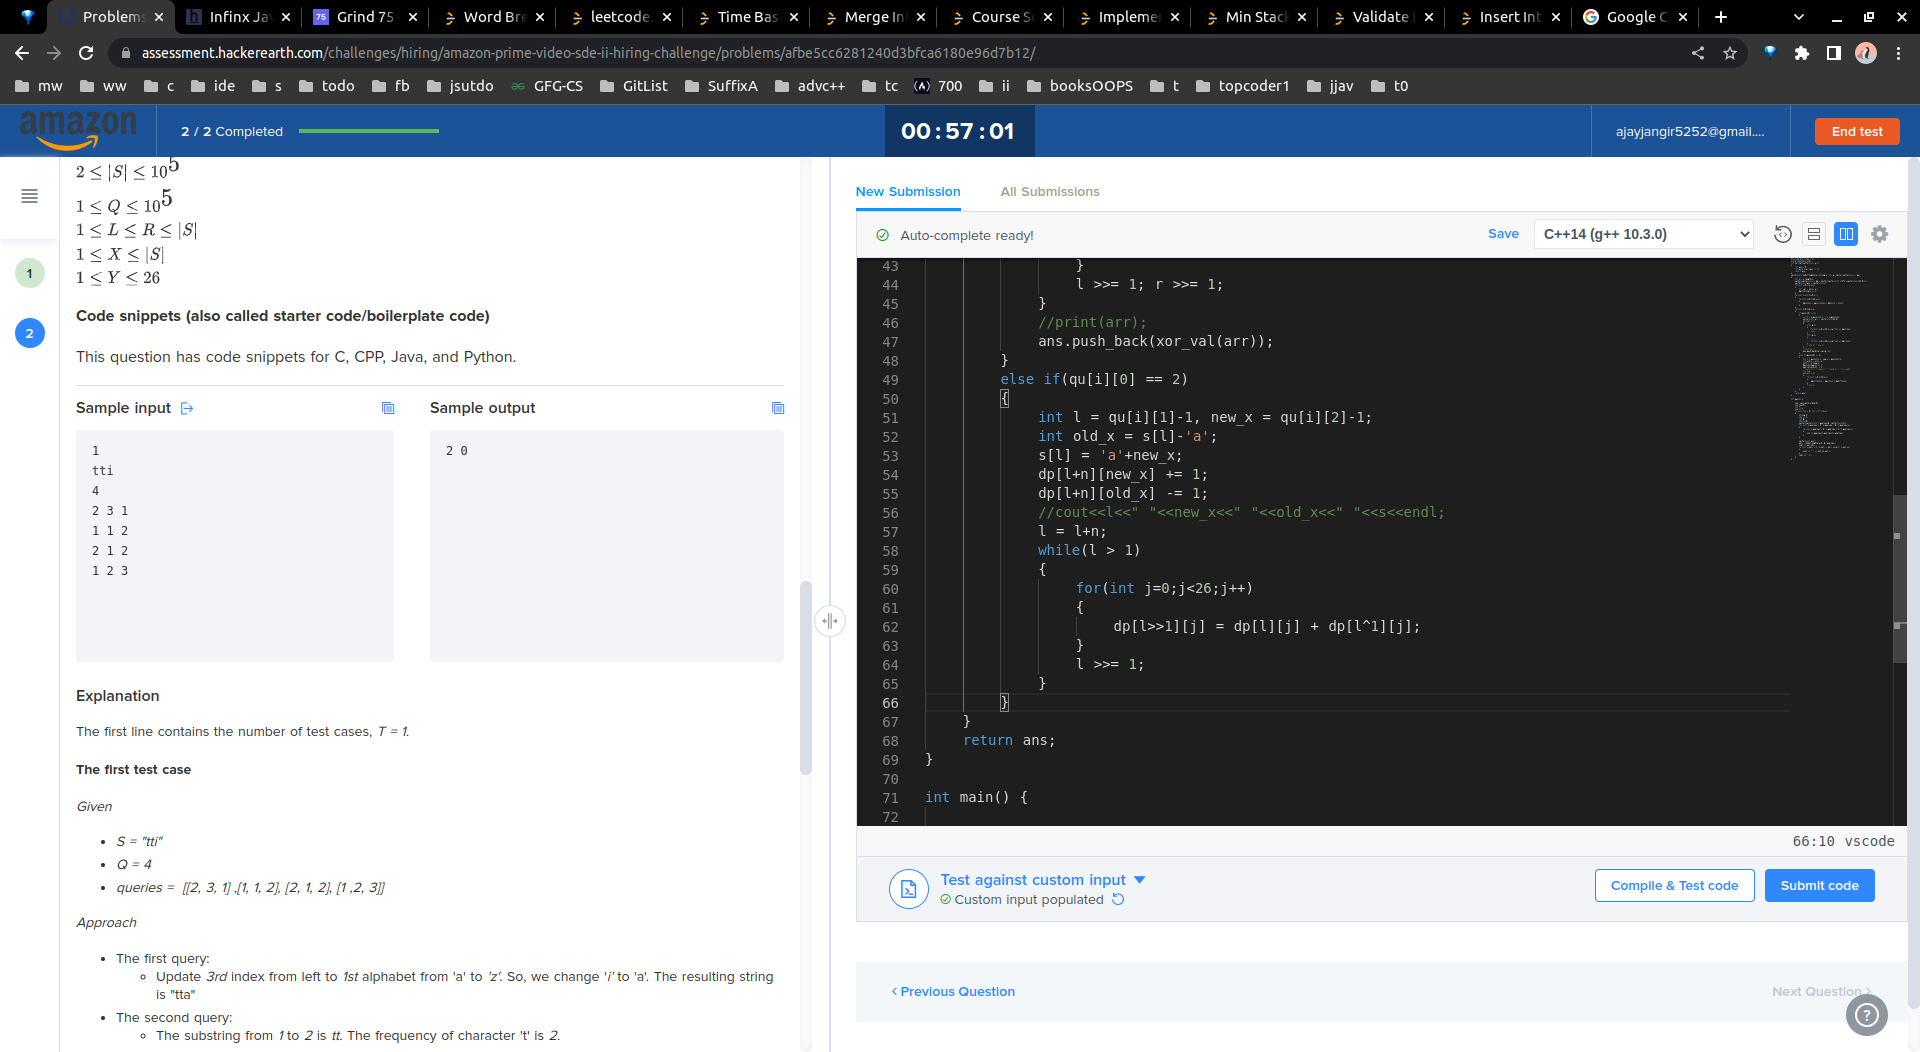 Problems
Infinx Ja
Grind 75
Word Bre
leetcode.
Time Bas
Merge In
Course S
Implemen
Min Stack
Validate
Insert Int
Google C
assessment.hackerearth.com/challenges/hiring/amazon-prime-video-sde-ii-hiring-challenge/problems/afbe5cc6281240d3bfca6180e96d7b12/
mw ww c ide s todo fb jsutdo GFG-CS GitList SuffixA advc++ tc 700 ii booksOOPS t topcoder1 jjav t0
amazon
2 / 2 Completed
00:57:01
ajayjangir5252@gmail....
End test
1
2
2 ≤ |S| ≤ 10^5
1 ≤ Q ≤ 10^5
1 ≤ L ≤ R ≤ |S|
1 ≤ X ≤ |S|
1 ≤ Y ≤ 26
Code snippets (also called starter code/boilerplate code)
This question has code snippets for C, CPP, Java, and Python.
Sample input
1
tti
4
2 3 1
1 1 2
2 1 2
1 2 3
Sample output
2 0
Explanation
The first line contains the number of test cases, T = 1.
The first test case
Given
• S = "tti"
• Q = 4
• queries = [[2, 3, 1] ,[1, 1, 2], [2, 1, 2], [1 ,2, 3]]
Approach
• The first query:
Update 3rd index from left to 1st alphabet from 'a' to 'z'. So, we change 'i' to 'a'. The resulting string
is "tta"
• The second query:
The substring from 1 to 2 is tt. The frequency of character 't' is 2.
New Submission
All Submissions
Auto-complete ready!
Save
C++14 (g++ 10.3.0)
43 }
44 l >>= 1; r >>= 1;
45 }
46 //print(arr);
47 ans.push_back(xor_val(arr));
48 }
49 else if(qu[i][0] == 2)
50 {
51 int l = qu[i][1]-1, new_x = qu[i][2]-1;
52 int old_x = s[l]-'a';
53 s[l] = 'a'+new_x;
54 dp[l+n][new_x] += 1;
55 dp[l+n][old_x] -= 1;
56 //cout<<l<<" "<<new_x<<" "<<old_x<<" "<<s<<endl;
57 l = l+n;
58 while(l > 1)
59 {
60 for(int j=0;j<26;j++)
61 {
62 dp[l>>1][j] = dp[l][j] + dp[l^1][j];
63 }
64 l >>= 1;
65 }
66 }
67 }
68 return ans;
69 }
70
71 int main() {
72
66:10 vscode
Test against custom input
Custom input populated
Compile & Test code
Submit code
Previous Question
Next Question
?